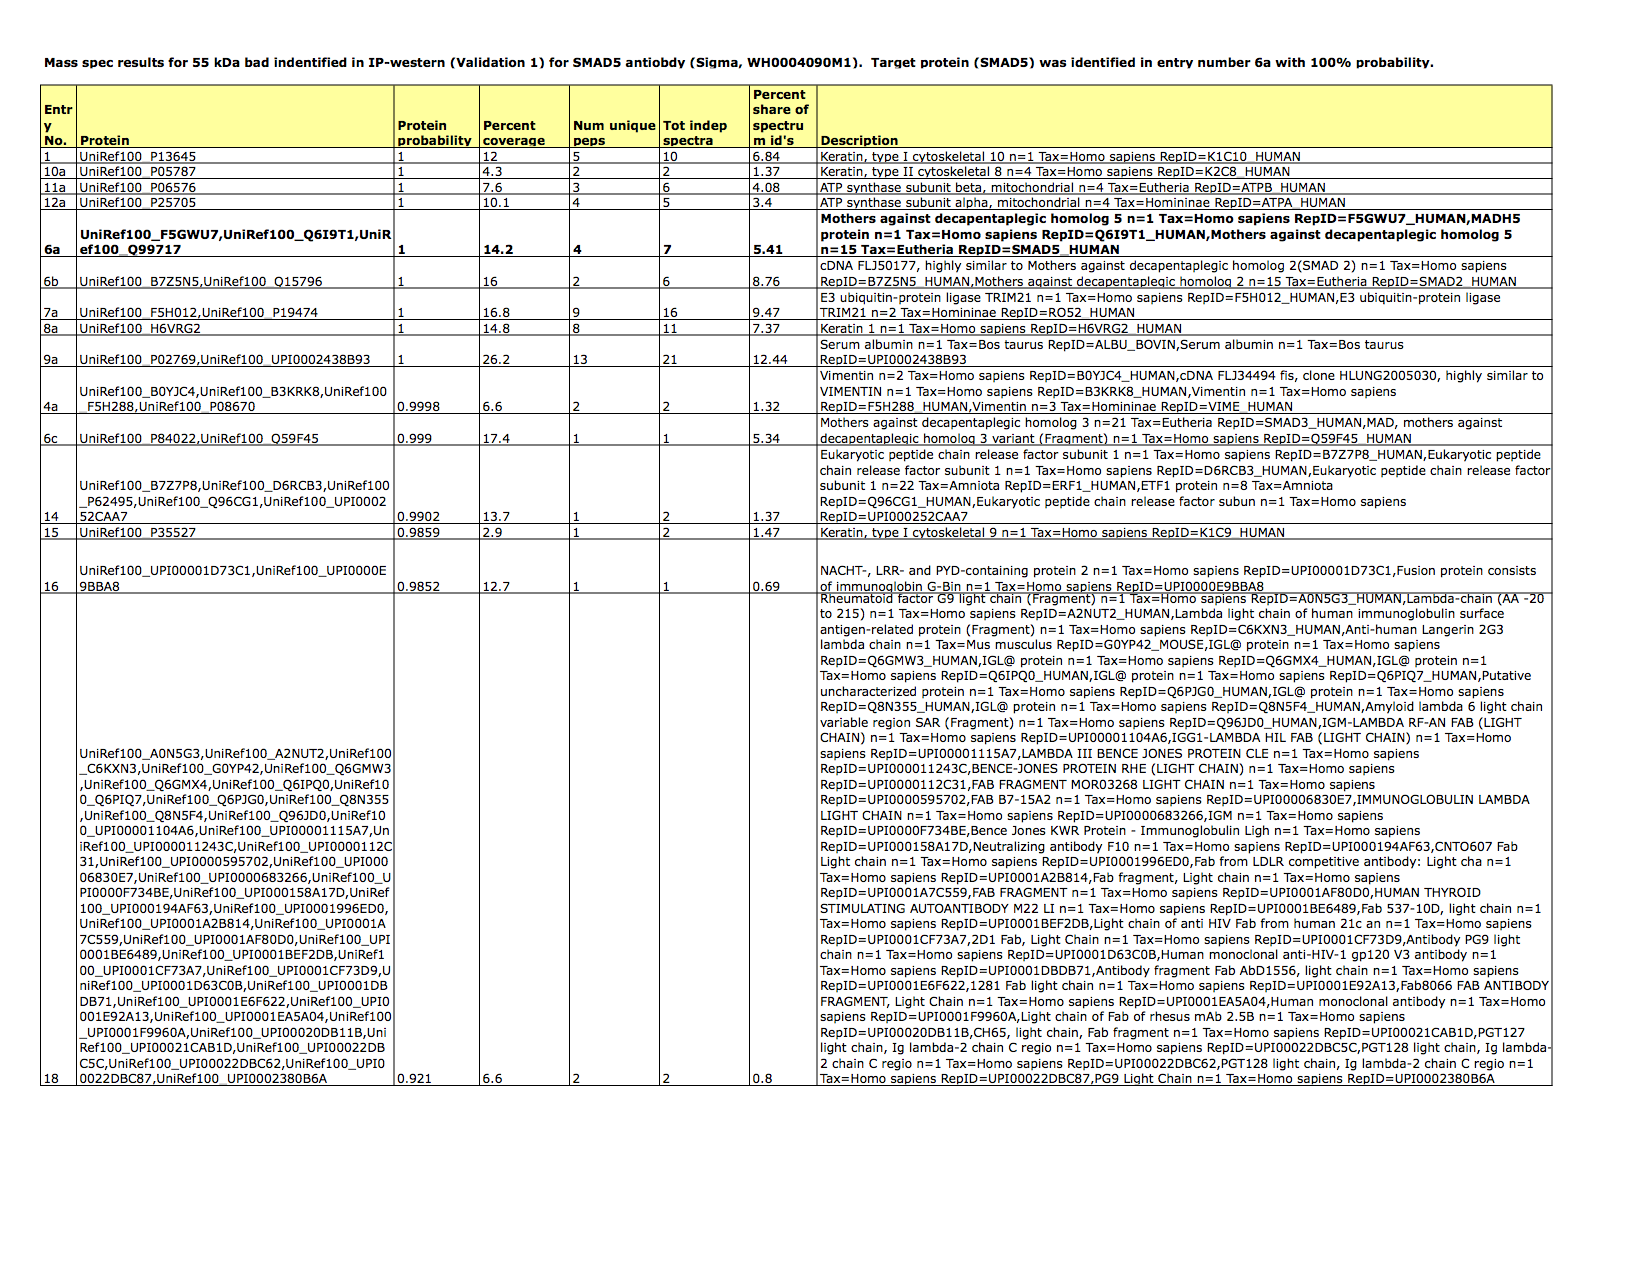 Mass spec results for 55 kDa bad indentified in IP-western (Validation 1) for SMAD5 antiobdy (Sigma, WH0004090M1).  Target protein (SMAD5) was identified in entry number 6a with 100% probability.
Entr
y
No. Protein Protein
probability Percent
coverage Num unique
peps Tot indep
spectra Percent
share of
spectru
m id's Description
1 UniRef100_P13645 1 12 5 10 6.84 Keratin, type I cytoskeletal 10 n=1 Tax=Homo sapiens RepID=K1C10_HUMAN
10a UniRef100_P05787 1 4.3 2 2 1.37 Keratin, type II cytoskeletal 8 n=4 Tax=Homo sapiens RepID=K2C8_HUMAN
11a UniRef100_P06576 1 7.6 3 6 4.08 ATP synthase subunit beta, mitochondrial n=4 Tax=Eutheria RepID=ATPB_HUMAN
12a UniRef100_P25705 1 10.1 4 5 3.4 ATP synthase subunit alpha, mitochondrial n=4 Tax=Homininae RepID=ATPA_HUMAN
6a UniRef100_F5GWU7,UniRef100_Q6I9T1,UniR
ef100_Q99717 1 14.2 4 7 5.41 Mothers against decapentaplegic homolog 5 n=1 Tax=Homo sapiens RepID=F5GWU7_HUMAN,MADH5
protein n=1 Tax=Homo sapiens RepID=Q6I9T1_HUMAN,Mothers against decapentaplegic homolog 5
n=15 Tax=Eutheria RepID=SMAD5_HUMAN
6b UniRef100_B7Z5N5,UniRef100_Q15796 1 16 2 6 8.76 cDNA FLJ50177, highly similar to Mothers against decapentaplegic homolog 2(SMAD 2) n=1 Tax=Homo sapiens
RepID=B7Z5N5_HUMAN,Mothers against decapentaplegic homolog 2 n=15 Tax=Eutheria RepID=SMAD2_HUMAN
7a UniRef100_F5H012,UniRef100_P19474 1 16.8 9 16 9.47 E3 ubiquitin-protein ligase TRIM21 n=1 Tax=Homo sapiens RepID=F5H012_HUMAN,E3 ubiquitin-protein ligase
TRIM21 n=2 Tax=Homininae RepID=RO52_HUMAN
8a UniRef100_H6VRG2 1 14.8 8 11 7.37 Keratin 1 n=1 Tax=Homo sapiens RepID=H6VRG2_HUMAN
9a UniRef100_P02769,UniRef100_UPI0002438B93 1 26.2 13 21 12.44 Serum albumin n=1 Tax=Bos taurus RepID=ALBU_BOVIN,Serum albumin n=1 Tax=Bos taurus
RepID=UPI0002438B93
4a UniRef100_B0YJC4,UniRef100_B3KRK8,UniRef100
_F5H288,UniRef100_P08670 0.9998 6.6 2 2 1.32 Vimentin n=2 Tax=Homo sapiens RepID=B0YJC4_HUMAN,cDNA FLJ34494 fis, clone HLUNG2005030, highly similar to
VIMENTIN n=1 Tax=Homo sapiens RepID=B3KRK8_HUMAN,Vimentin n=1 Tax=Homo sapiens
RepID=F5H288_HUMAN,Vimentin n=3 Tax=Homininae RepID=VIME_HUMAN
6c UniRef100_P84022,UniRef100_Q59F45 0.999 17.4 1 1 5.34 Mothers against decapentaplegic homolog 3 n=21 Tax=Eutheria RepID=SMAD3_HUMAN,MAD, mothers against
decapentaplegic homolog 3 variant (Fragment) n=1 Tax=Homo sapiens RepID=Q59F45_HUMAN
14 UniRef100_B7Z7P8,UniRef100_D6RCB3,UniRef100
_P62495,UniRef100_Q96CG1,UniRef100_UPI0002
52CAA7 0.9902 13.7 1 2 1.37 Eukaryotic peptide chain release factor subunit 1 n=1 Tax=Homo sapiens RepID=B7Z7P8_HUMAN,Eukaryotic peptide
chain release factor subunit 1 n=1 Tax=Homo sapiens RepID=D6RCB3_HUMAN,Eukaryotic peptide chain release factor
subunit 1 n=22 Tax=Amniota RepID=ERF1_HUMAN,ETF1 protein n=8 Tax=Amniota
RepID=Q96CG1_HUMAN,Eukaryotic peptide chain release factor subun n=1 Tax=Homo sapiens
RepID=UPI000252CAA7
15 UniRef100_P35527 0.9859 2.9 1 2 1.47 Keratin, type I cytoskeletal 9 n=1 Tax=Homo sapiens RepID=K1C9_HUMAN
16 UniRef100_UPI00001D73C1,UniRef100_UPI0000E
9BBA8 0.9852 12.7 1 1 0.69 NACHT-, LRR- and PYD-containing protein 2 n=1 Tax=Homo sapiens RepID=UPI00001D73C1,Fusion protein consists
of immunoglobin G-Bin n=1 Tax=Homo sapiens RepID=UPI0000E9BBA8
18 UniRef100_A0N5G3,UniRef100_A2NUT2,UniRef100
_C6KXN3,UniRef100_G0YP42,UniRef100_Q6GMW3
,UniRef100_Q6GMX4,UniRef100_Q6IPQ0,UniRef10
0_Q6PIQ7,UniRef100_Q6PJG0,UniRef100_Q8N355
,UniRef100_Q8N5F4,UniRef100_Q96JD0,UniRef10
0_UPI00001104A6,UniRef100_UPI00001115A7,Un
iRef100_UPI000011243C,UniRef100_UPI0000112C
31,UniRef100_UPI0000595702,UniRef100_UPI000
06830E7,UniRef100_UPI0000683266,UniRef100_U
PI0000F734BE,UniRef100_UPI000158A17D,UniRef
100_UPI000194AF63,UniRef100_UPI0001996ED0,
UniRef100_UPI0001A2B814,UniRef100_UPI0001A
7C559,UniRef100_UPI0001AF80D0,UniRef100_UPI
0001BE6489,UniRef100_UPI0001BEF2DB,UniRef1
00_UPI0001CF73A7,UniRef100_UPI0001CF73D9,U
niRef100_UPI0001D63C0B,UniRef100_UPI0001DB
DB71,UniRef100_UPI0001E6F622,UniRef100_UPI0
001E92A13,UniRef100_UPI0001EA5A04,UniRef100
_UPI0001F9960A,UniRef100_UPI00020DB11B,Uni
Ref100_UPI00021CAB1D,UniRef100_UPI00022DB
C5C,UniRef100_UPI00022DBC62,UniRef100_UPI0
0022DBC87,UniRef100_UPI0002380B6A 0.921 6.6 2 2 0.8 Rheumatoid factor G9 light chain (Fragment) n=1 Tax=Homo sapiens RepID=A0N5G3_HUMAN,Lambda-chain (AA -20
to 215) n=1 Tax=Homo sapiens RepID=A2NUT2_HUMAN,Lambda light chain of human immunoglobulin surface
antigen-related protein (Fragment) n=1 Tax=Homo sapiens RepID=C6KXN3_HUMAN,Anti-human Langerin 2G3
lambda chain n=1 Tax=Mus musculus RepID=G0YP42_MOUSE,IGL@ protein n=1 Tax=Homo sapiens
RepID=Q6GMW3_HUMAN,IGL@ protein n=1 Tax=Homo sapiens RepID=Q6GMX4_HUMAN,IGL@ protein n=1
Tax=Homo sapiens RepID=Q6IPQ0_HUMAN,IGL@ protein n=1 Tax=Homo sapiens RepID=Q6PIQ7_HUMAN,Putative
uncharacterized protein n=1 Tax=Homo sapiens RepID=Q6PJG0_HUMAN,IGL@ protein n=1 Tax=Homo sapiens
RepID=Q8N355_HUMAN,IGL@ protein n=1 Tax=Homo sapiens RepID=Q8N5F4_HUMAN,Amyloid lambda 6 light chain
variable region SAR (Fragment) n=1 Tax=Homo sapiens RepID=Q96JD0_HUMAN,IGM-LAMBDA RF-AN FAB (LIGHT
CHAIN) n=1 Tax=Homo sapiens RepID=UPI00001104A6,IGG1-LAMBDA HIL FAB (LIGHT CHAIN) n=1 Tax=Homo
sapiens RepID=UPI00001115A7,LAMBDA III BENCE JONES PROTEIN CLE n=1 Tax=Homo sapiens
RepID=UPI000011243C,BENCE-JONES PROTEIN RHE (LIGHT CHAIN) n=1 Tax=Homo sapiens
RepID=UPI0000112C31,FAB FRAGMENT MOR03268 LIGHT CHAIN n=1 Tax=Homo sapiens
RepID=UPI0000595702,FAB B7-15A2 n=1 Tax=Homo sapiens RepID=UPI00006830E7,IMMUNOGLOBULIN LAMBDA
LIGHT CHAIN n=1 Tax=Homo sapiens RepID=UPI0000683266,IGM n=1 Tax=Homo sapiens
RepID=UPI0000F734BE,Bence Jones KWR Protein - Immunoglobulin Ligh n=1 Tax=Homo sapiens
RepID=UPI000158A17D,Neutralizing antibody F10 n=1 Tax=Homo sapiens RepID=UPI000194AF63,CNTO607 Fab
Light chain n=1 Tax=Homo sapiens RepID=UPI0001996ED0,Fab from LDLR competitive antibody: Light cha n=1
Tax=Homo sapiens RepID=UPI0001A2B814,Fab fragment, Light chain n=1 Tax=Homo sapiens
RepID=UPI0001A7C559,FAB FRAGMENT n=1 Tax=Homo sapiens RepID=UPI0001AF80D0,HUMAN THYROID
STIMULATING AUTOANTIBODY M22 LI n=1 Tax=Homo sapiens RepID=UPI0001BE6489,Fab 537-10D, light chain n=1
Tax=Homo sapiens RepID=UPI0001BEF2DB,Light chain of anti HIV Fab from human 21c an n=1 Tax=Homo sapiens
RepID=UPI0001CF73A7,2D1 Fab, Light Chain n=1 Tax=Homo sapiens RepID=UPI0001CF73D9,Antibody PG9 light
chain n=1 Tax=Homo sapiens RepID=UPI0001D63C0B,Human monoclonal anti-HIV-1 gp120 V3 antibody n=1
Tax=Homo sapiens RepID=UPI0001DBDB71,Antibody fragment Fab AbD1556, light chain n=1 Tax=Homo sapiens
RepID=UPI0001E6F622,1281 Fab light chain n=1 Tax=Homo sapiens RepID=UPI0001E92A13,Fab8066 FAB ANTIBODY
FRAGMENT, Light Chain n=1 Tax=Homo sapiens RepID=UPI0001EA5A04,Human monoclonal antibody n=1 Tax=Homo
sapiens RepID=UPI0001F9960A,Light chain of Fab of rhesus mAb 2.5B n=1 Tax=Homo sapiens
RepID=UPI00020DB11B,CH65, light chain, Fab fragment n=1 Tax=Homo sapiens RepID=UPI00021CAB1D,PGT127
light chain, Ig lambda-2 chain C regio n=1 Tax=Homo sapiens RepID=UPI00022DBC5C,PGT128 light chain, Ig lambda-
2 chain C regio n=1 Tax=Homo sapiens RepID=UPI00022DBC62,PGT128 light chain, Ig lambda-2 chain C regio n=1
Tax=Homo sapiens RepID=UPI00022DBC87,PG9 Light Chain n=1 Tax=Homo sapiens RepID=UPI0002380B6A